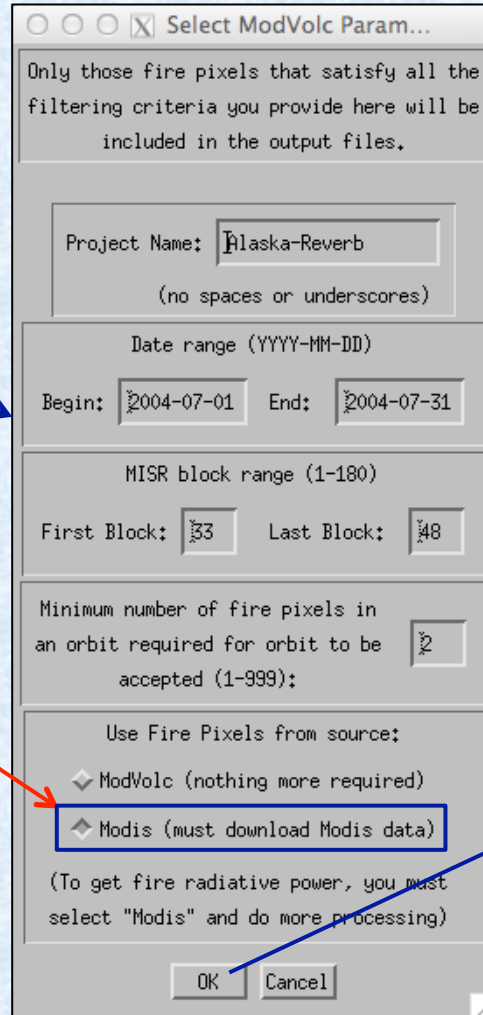 Select ModVolc Param...
Only those fire pixels that satisfy all the
filtering criteria you provide here will be
included in the output files.
Project Name: Alaska-Reverb
(no spaces or underscores)
Date range (YYYY-MM-DD)
Begin: 2004-07-01 End: 2004-07-31
MISR block range (1-180)
First Block: 33 Last Block: 48
Minimum number of fire pixels in
an orbit required for orbit to be 2
accepted (1-999):
Use Fire Pixels from source:
ModVolc (nothing more required)
Modis (must download Modis data)
(To get fire radiative power, you must
select "Modis" and do more processing)
OK Cancel